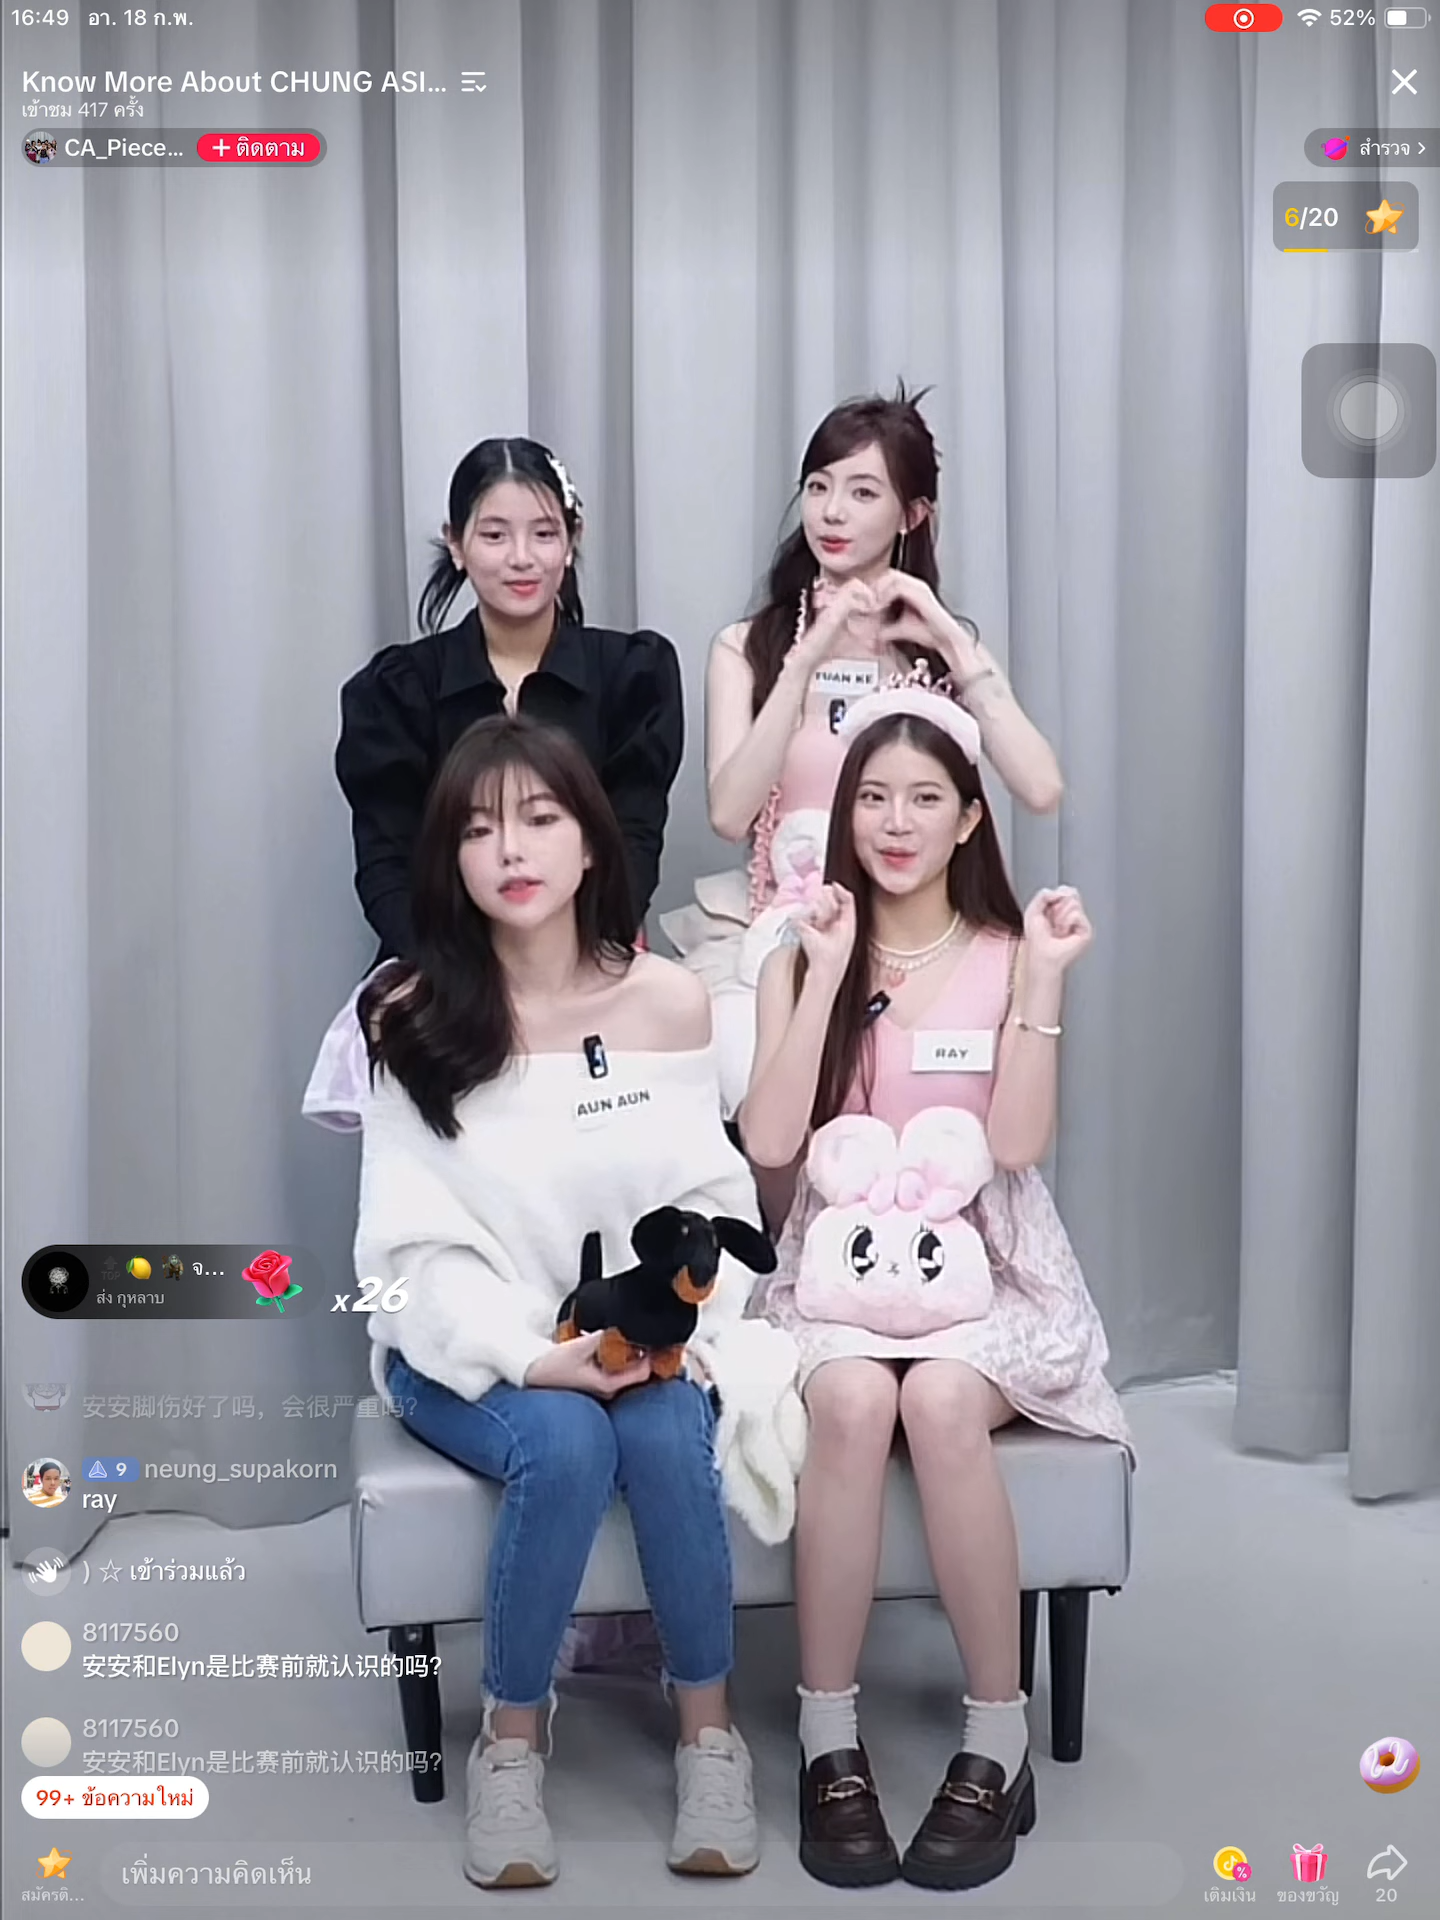 16:49 อา. 18 ก.พ.
52%
Know More About CHUNG ASI...
เข้าชม 417 ครั้ง
CA_Piece... + ติดตาม
สำรวจ >
6/20
YUAN KE
RAY
AUN AUN
TOP จ...
ส่ง กุหลาบ
x26
安安脚伤好了吗，会很严重吗?
9 neung_supakorn
ray
) ☆ เข้าร่วมแล้ว
8117560
安安和Elyn是比赛前就认识的吗?
8117560
安安和Elyn是比赛前就认识的吗?
99+ ข้อความใหม่
สมัครติ...
เพิ่มความคิดเห็น
เติมเงิน
ของขวัญ
20